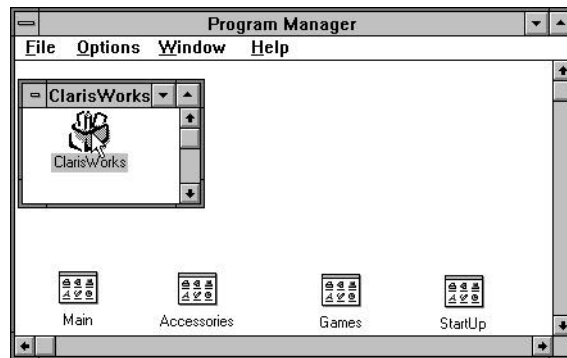 Program Manager
File Options Window Help
ClarisWorks
ClarisWorks
Main Accessories Games StartUp